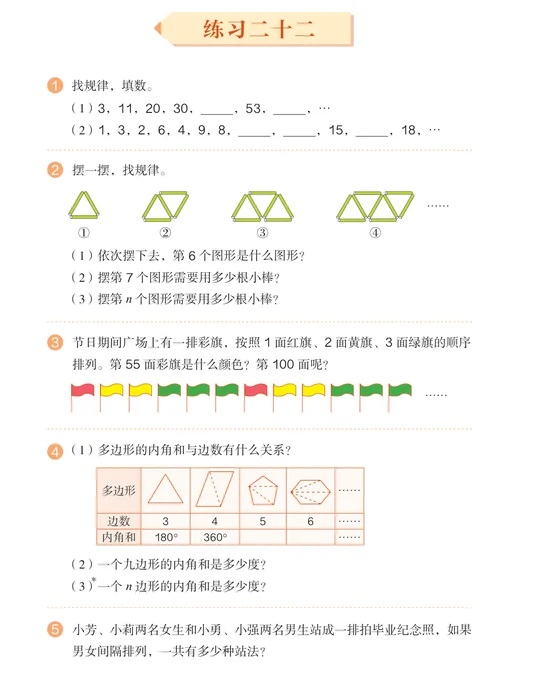 练习二十二
1 找规律，填数。
（1）3，11，20，30，_____，53，_____，…
（2）1，3，2，6，4，9，8，_____，_____，15，_____，18，…
2 摆一摆，找规律。
① ② ③ ④ ……
（1）依次摆下去，第 6 个图形是什么图形？
（2）摆第 7 个图形需要用多少根小棒？
（3）摆第 n 个图形需要用多少根小棒？
3 节日期间广场上有一排彩旗，按照 1 面红旗、2 面黄旗、3 面绿旗的顺序
排列。第 55 面彩旗是什么颜色？第 100 面呢？
……
4 （1）多边形的内角和与边数有什么关系？
多边形 ……
边数 3 4 5 6 ……
内角和 180° 360° ……
（2）一个九边形的内角和是多少度？
（3）*一个 n 边形的内角和是多少度？
5 小芳、小莉两名女生和小勇、小强两名男生站成一排拍毕业纪念照，如果
男女间隔排列，一共有多少种站法？